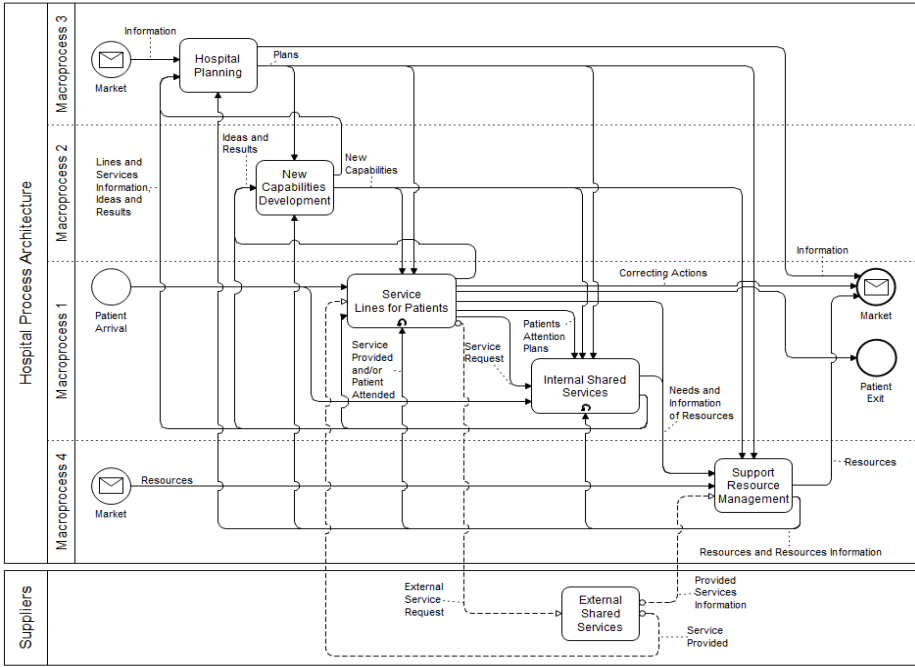 Hospital Process Architecture
Macroprocess 3
Information
Market
Hospital
Planning
Plans
Macroprocess 2
Lines and
Services
Information,
Ideas and
Results
Ideas and
Results
New
Capabilities
Development
New
Capabilities
Macroprocess 1
Patient
Arrival
Service
Lines for Patients
Correcting Actions
Information
Market
Service
Provided
and/or
Patient
Attended
Service
Request
Patients
Attention
Plans
Internal Shared
Services
Needs and
Information
of Resources
Patient
Exit
Macroprocess 4
Resources
Market
Support
Resource
Management
Resources
Resources and Resources Information
Suppliers
External
Service
Request
External
Shared
Services
Provided
Services
Information
Service
Provided